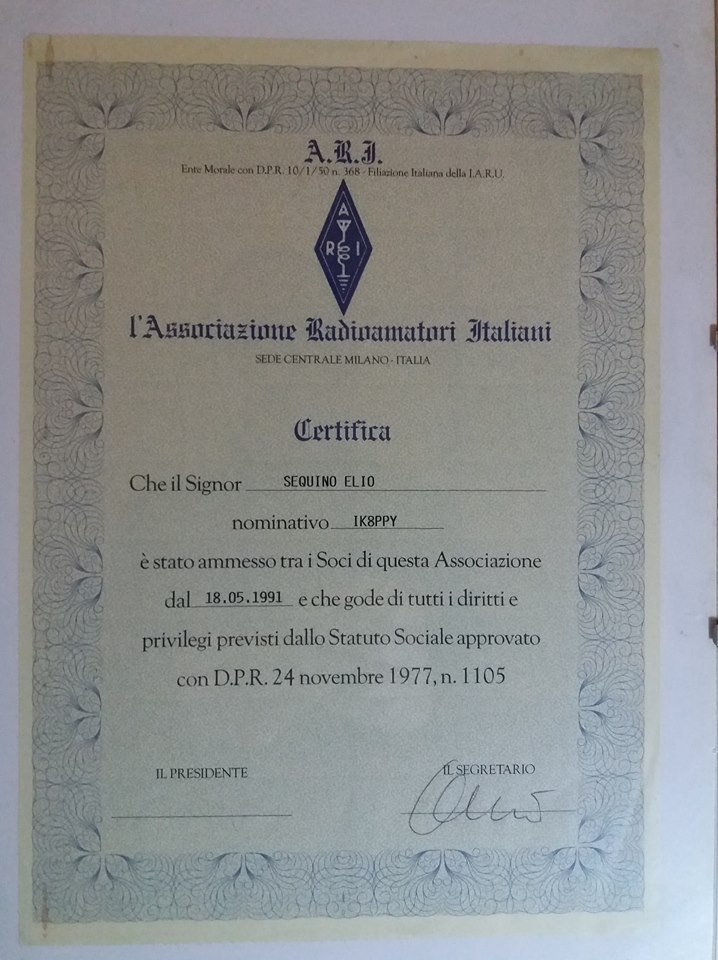 A.R.I.
Ente Morale con D.P.R. 10/1/50 n. 368 - Filiazione Italiana della I.A.R.U.
A
R I
l'Associazione Radioamatori Italiani
SEDE CENTRALE MILANO - ITALIA
Certifica
Che il Signor SEQUINO ELIO
nominativo IK8PPY
è stato ammesso tra i Soci di questa Associazione
dal 18.05.1991 e che gode di tutti i diritti e
privilegi previsti dallo Statuto Sociale approvato
con D.P.R. 24 novembre 1977, n. 1105
IL PRESIDENTE IL SEGRETARIO